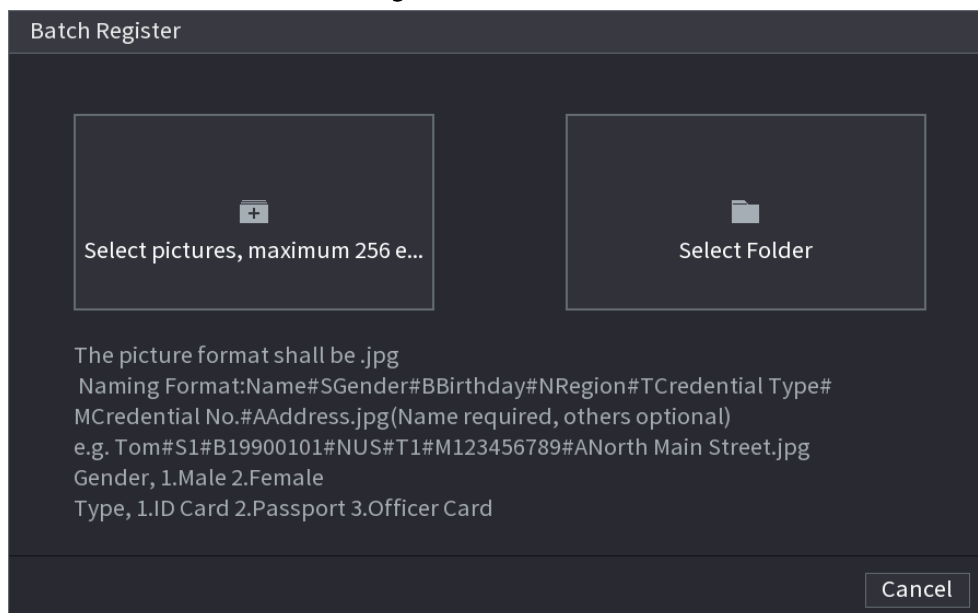 Batch Register
Select pictures, maximum 256 e...
Select Folder
The picture format shall be .jpg
Naming Format:Name#SGender#BBirthday#NRegion#TCredential Type#
MCredential No.#AAddress.jpg(Name required, others optional)
e.g. Tom#S1#B19900101#NUS#T1#M123456789#ANorth Main Street.jpg
Gender, 1.Male 2.Female
Type, 1.ID Card 2.Passport 3.Officer Card
Cancel